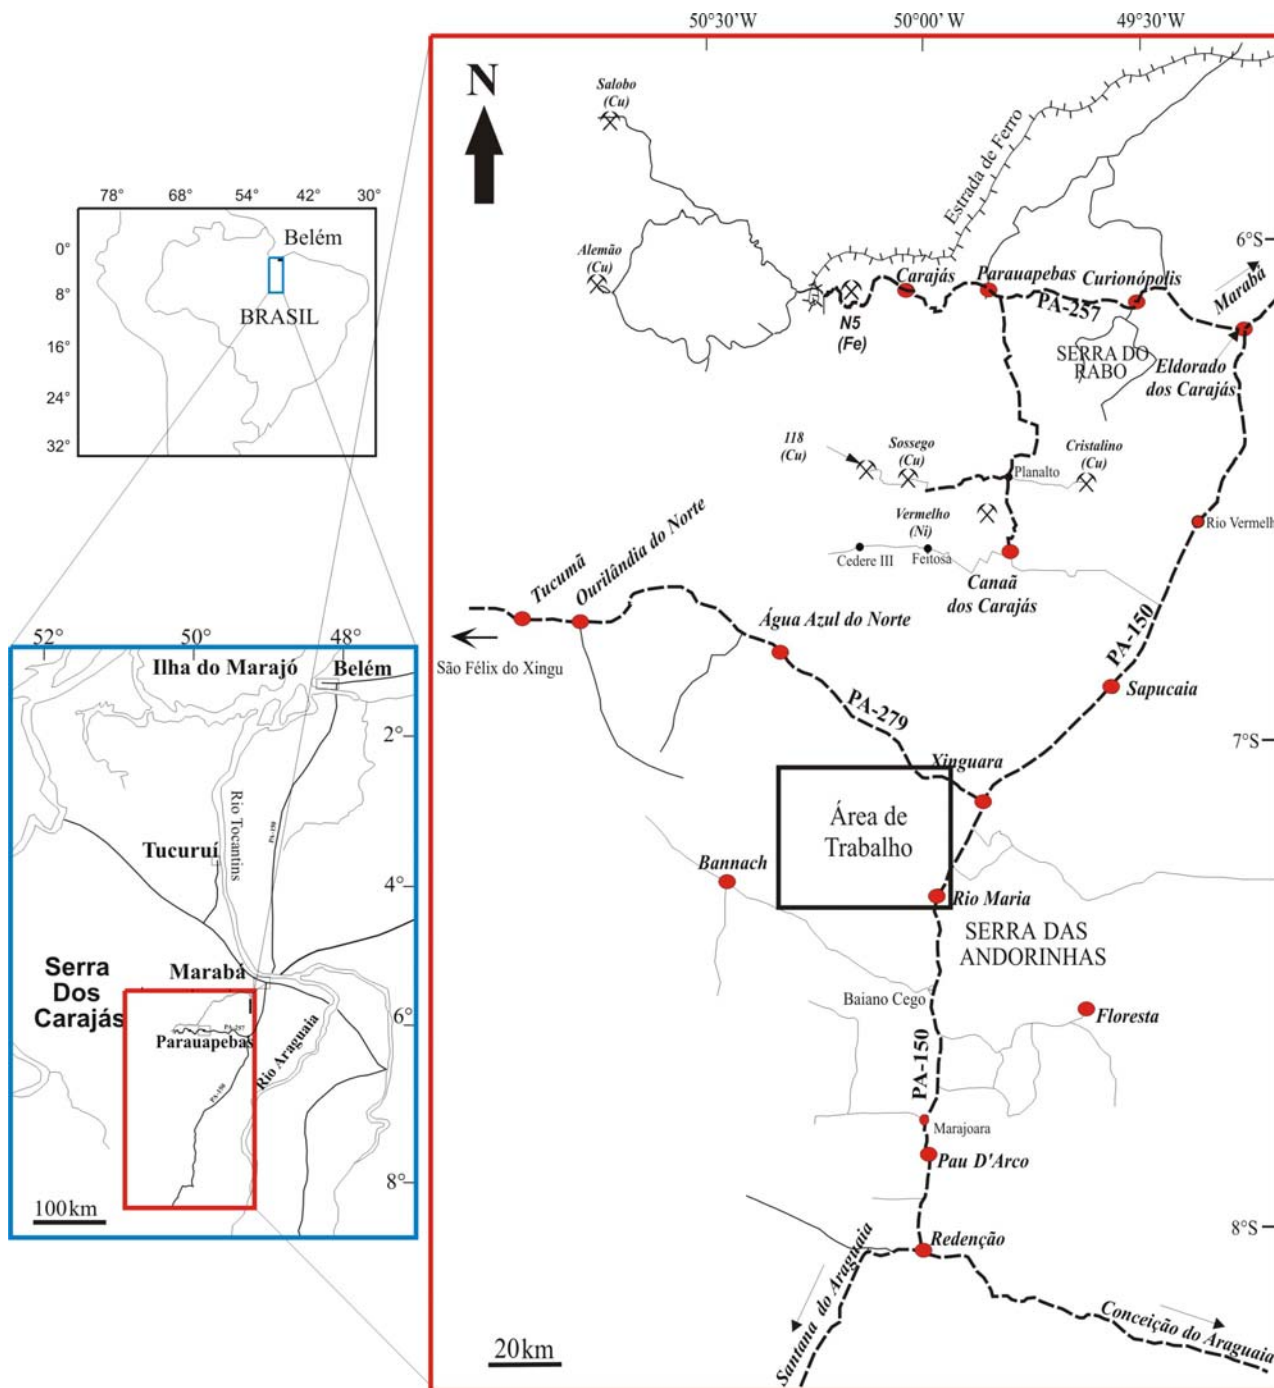 78° 68° 54° 42° 30°
0°
8°
16°
24°
32°
Belém
BRASIL
52° 50° 48
Ilha do Marajó
Belém
2°
Rio Tocantins
PA-150
Tucuruí
4°
Marabá
Serra
Dos
Carajás
6°
PA-257
Parauapebas
Rio Araguaia
PA-150
8°
100km
50°30'W 50°00' W 49°30' W
N
Salobo
(Cu)
Estrada de Ferro
6°S
Alemão
(Cu)
Carajás
Parauapebas
Curionópolis
Marabá
PA-257
N5
(Fe)
SERRA DO
RABO
Eldorado
dos Carajás
118
(Cu)
Sossego
(Cu)
Cristalino
(Cu)
Planalto
Vermelho
(Ni)
Rio Vermelh
Cedere III
Feitosa
Canaã
dos Carajás
Tucumã
Ourilândia do Norte
Água Azul do Norte
PA-150
São Félix do Xingu
Sapucaia
PA-279
7°S
Xinguara
Área de
Trabalho
Bannach
Rio Maria
SERRA DAS
ANDORINHAS
Baiano Cego
Floresta
PA-150
Marajoara
Pau D'Arco
8°S
Redenção
Santana do Araguaia
Conceição do Araguaia
20km